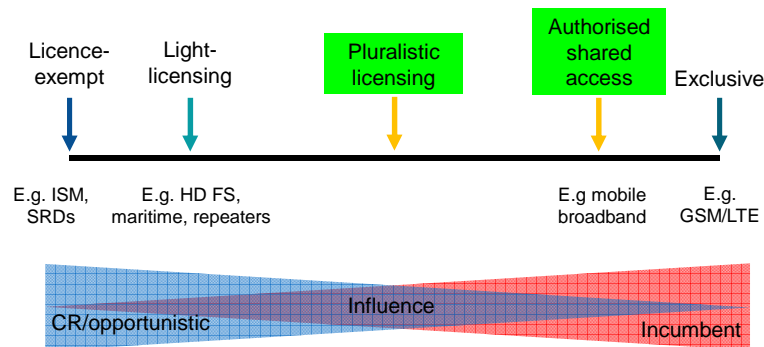 Licence-
exempt
Light-
licensing
Pluralistic
licensing
Authorised
shared
access
Exclusive
E.g. ISM,
SRDs
E.g. HD FS,
maritime, repeaters
E.g mobile
broadband
E.g.
GSM/LTE
Influence
CR/opportunistic
Incumbent